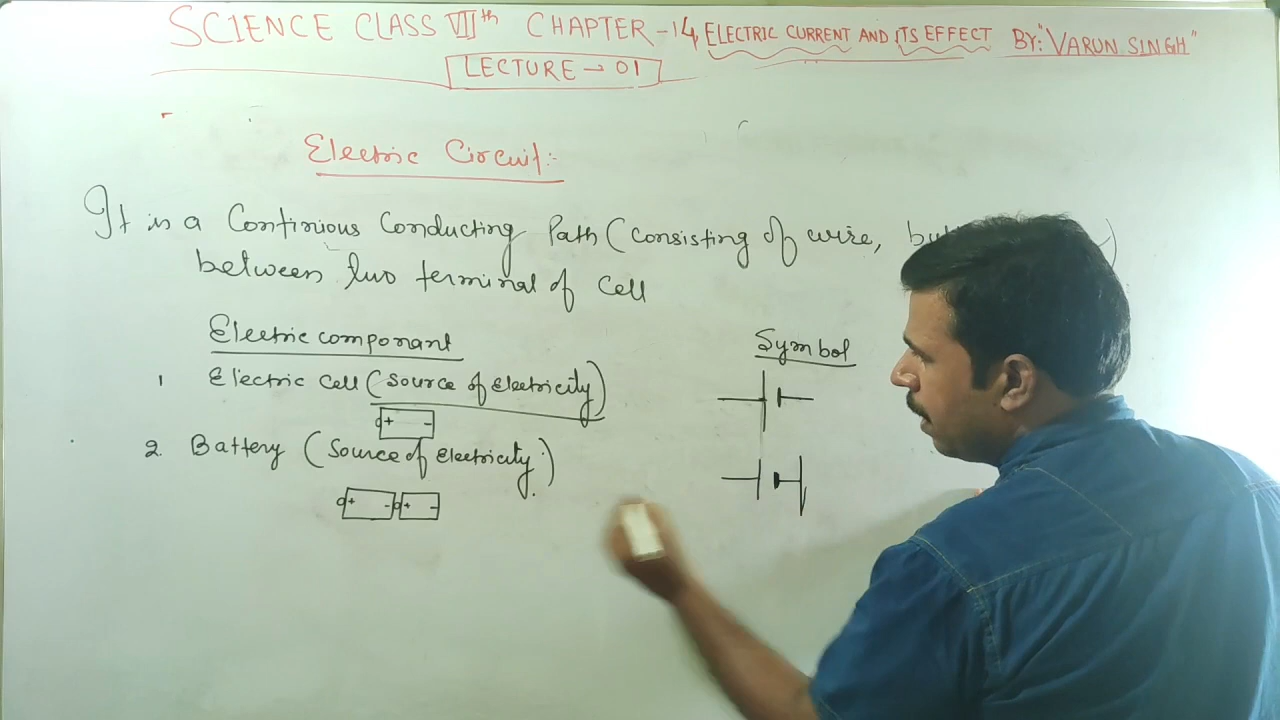 SCIENCE CLASS VIIth CHAPTER-14, ELECTRIC CURRENT AND ITS EFFECT BY:"VARUN SINGH"
LECTURE → 01
Electric Circuit:-
It is a Continious Conducting Path (consisting of wire,
between two terminal of cell
Electric componant Symbol
1 Electric cell (source of electricity)
+ -
2. Battery (source of electricity.)
+ - + -